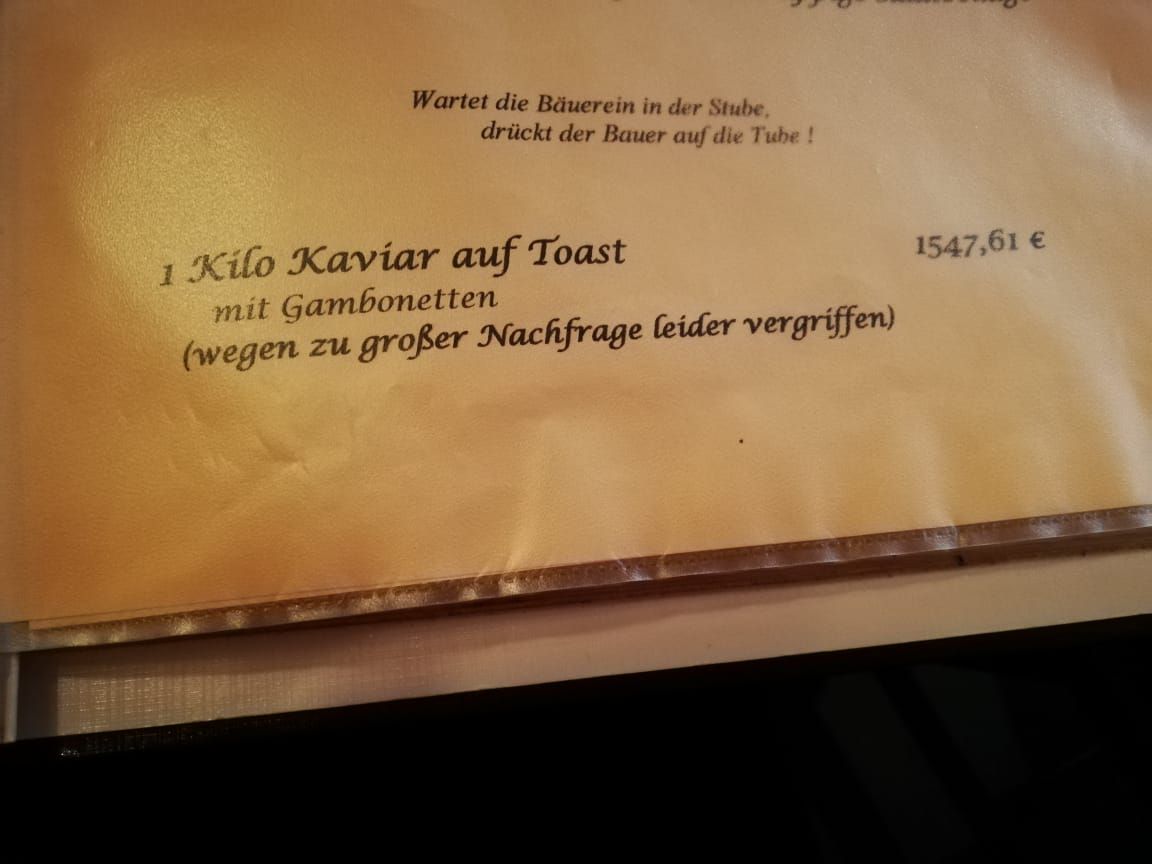 Wartet die Bäuerein in der Stube,
drückt der Bauer auf die Tube !
1 Kilo Kaviar auf Toast 1547,61 €
mit Gambonetten
(wegen zu großer Nachfrage leider vergriffen)